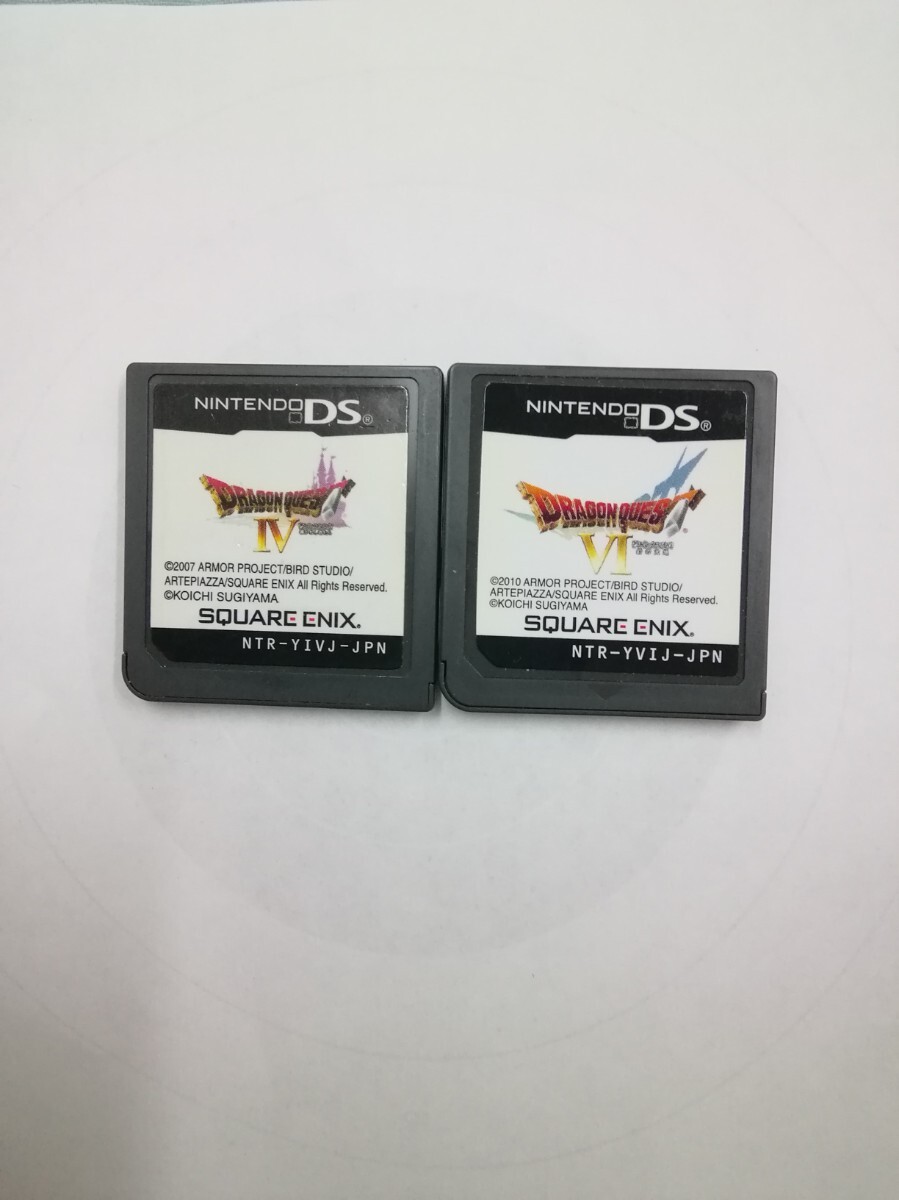 NINTENDO DS®
DRAGON QUEST
IV
©2007 ARMOR PROJECT/BIRD STUDIO/
ARTEPIAZZA/SQUARE ENIX All Rights Reserved.
©KOICHI SUGIYAMA
SQUARE ENIX®
NTR-YIVJ-JPN
NINTENDO DS®
DRAGON QUEST
VI
©2010 ARMOR PROJECT/BIRD STUDIO/
ARTEPIAZZA/SQUARE ENIX All Rights Reserved.
©KOICHI SUGIYAMA
SQUARE ENIX®
NTR-YVIJ-JPN